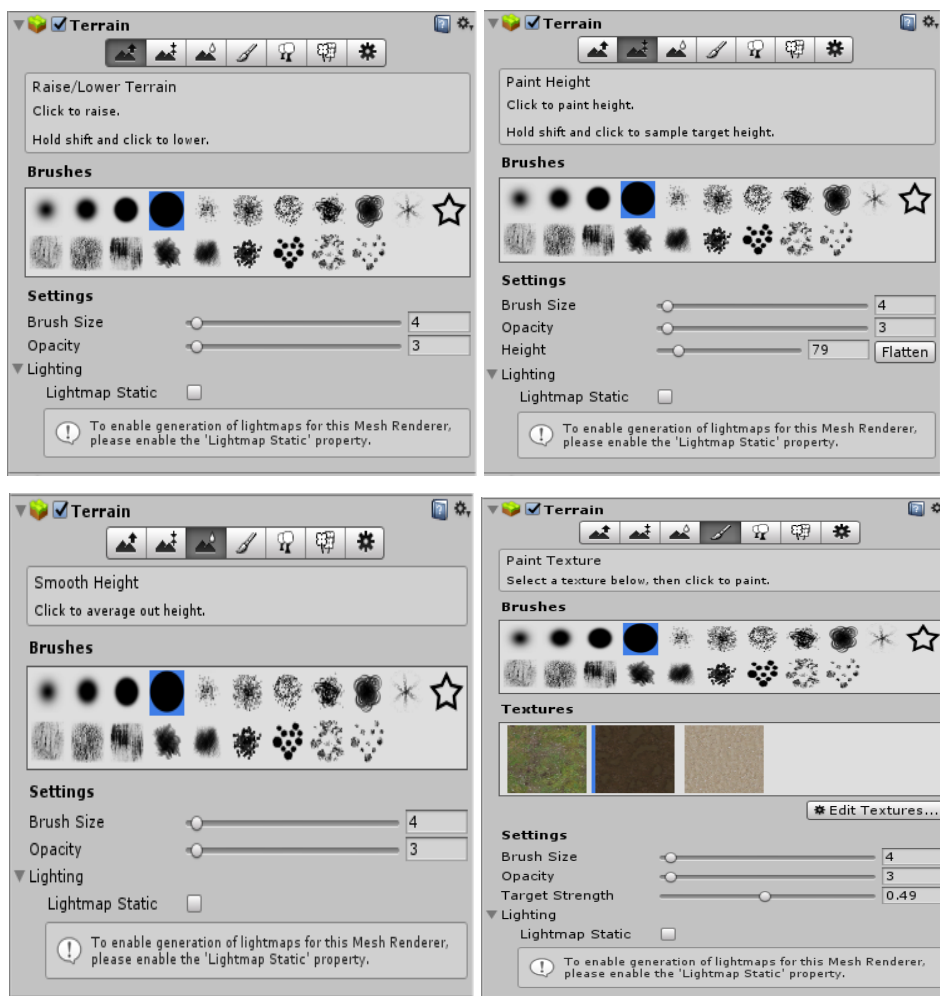 Terrain
Raise/Lower Terrain
Click to raise.
Hold shift and click to lower.
Brushes
Settings
Brush Size 4
Opacity 3
Lighting
Lightmap Static
To enable generation of lightmaps for this Mesh Renderer,
please enable the 'Lightmap Static' property.
Terrain
Paint Height
Click to paint height.
Hold shift and click to sample target height.
Brushes
Settings
Brush Size 4
Opacity 3
Height 79 Flatten
Lighting
Lightmap Static
To enable generation of lightmaps for this Mesh Renderer,
please enable the 'Lightmap Static' property.
Terrain
Smooth Height
Click to average out height.
Brushes
Settings
Brush Size 4
Opacity 3
Lighting
Lightmap Static
To enable generation of lightmaps for this Mesh Renderer,
please enable the 'Lightmap Static' property.
Terrain
Paint Texture
Select a texture below, then click to paint.
Brushes
Textures
Edit Textures...
Settings
Brush Size 4
Opacity 3
Target Strength 0.49
Lighting
Lightmap Static
To enable generation of lightmaps for this Mesh Renderer,
please enable the 'Lightmap Static' property.